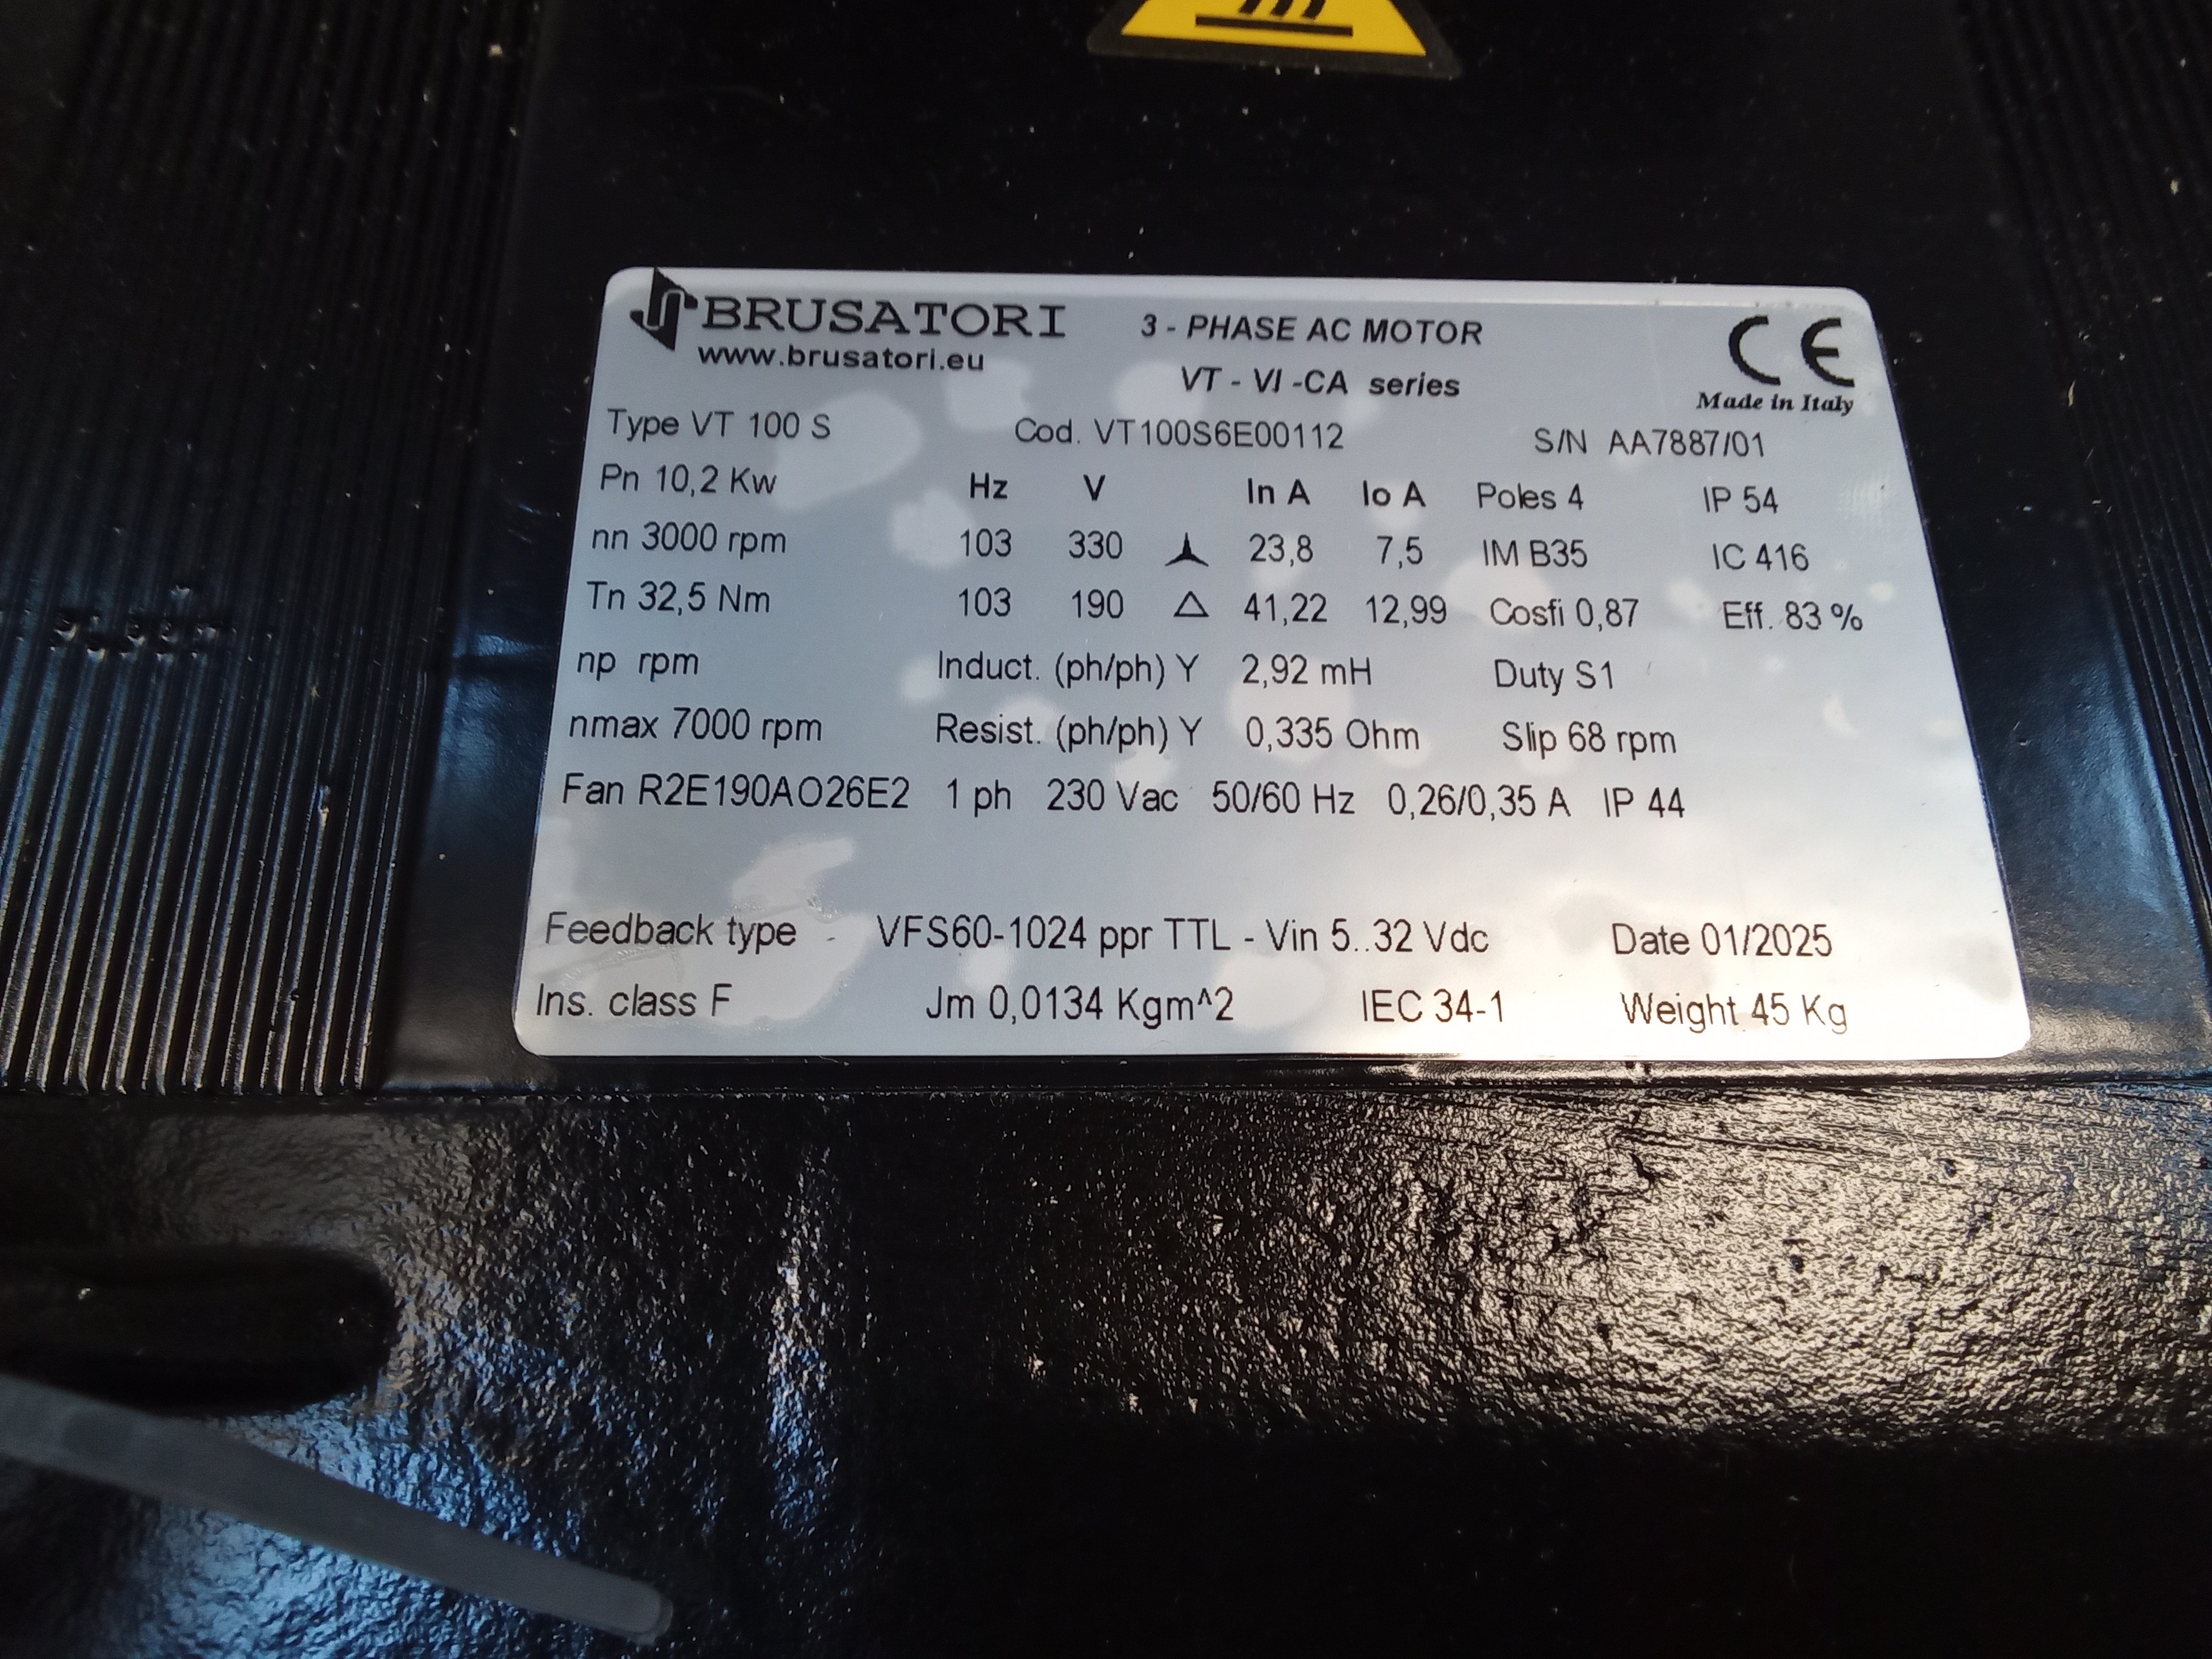 BRUSATORI 3 - PHASE AC MOTOR CE
www.brusatori.eu VT - VI -CA series Made in Italy
Type VT 100 S Cod. VT100S6E00112 S/N AA7887/01
Pn 10,2 Kw Hz V In A Io A Poles 4 IP 54
nn 3000 rpm 103 330 23,8 7,5 IM B35 IC 416
Tn 32,5 Nm 103 190 △ 41,22 12,99 Cosfi 0,87 Eff. 83 %
np rpm Induct. (ph/ph) Y 2,92 mH Duty S1
nmax 7000 rpm Resist. (ph/ph) Y 0,335 Ohm Slip 68 rpm
Fan R2E190AO26E2 1 ph 230 Vac 50/60 Hz 0,26/0,35 A IP 44
Feedback type - VFS60-1024 ppr TTL - Vin 5..32 Vdc Date 01/2025
Ins. class F Jm 0,0134 Kgm^2 IEC 34-1 Weight 45 Kg